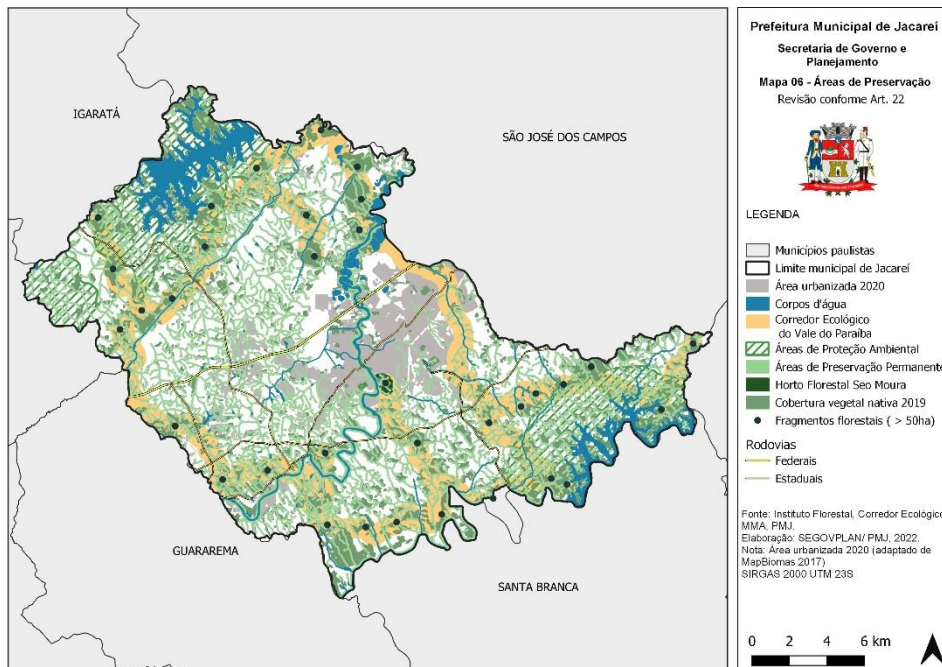 IGARATÁ
SÃO JOSÉ DOS CAMPOS
GUARAREMA
SANTA BRANCA
Prefeitura Municipal de Jacareí
Secretaria de Governo e
Planejamento
Mapa 06 - Áreas de Preservação
Revisão conforme Art. 22
LEGENDA
Municípios paulistas
Limite municipal de Jacareí
Área urbanizada 2020
Corpos d'água
Corredor Ecológico
do Vale do Paraíba
Áreas de Proteção Ambiental
Áreas de Preservação Permanente
Horto Florestal Seo Moura
Cobertura vegetal nativa 2019
Fragmentos florestais ( > 50ha)
Rodovias
Federais
Estaduais
Fonte: Instituto Florestal, Corredor Ecológico,
MMA, PMJ.
Elaboração: SEGOVPLAN/ PMJ, 2022.
Nota: Área urbanizada 2020 (adaptado de
MapBiomas 2017)
SIRGAS 2000 UTM 23S
0 2 4 6 km